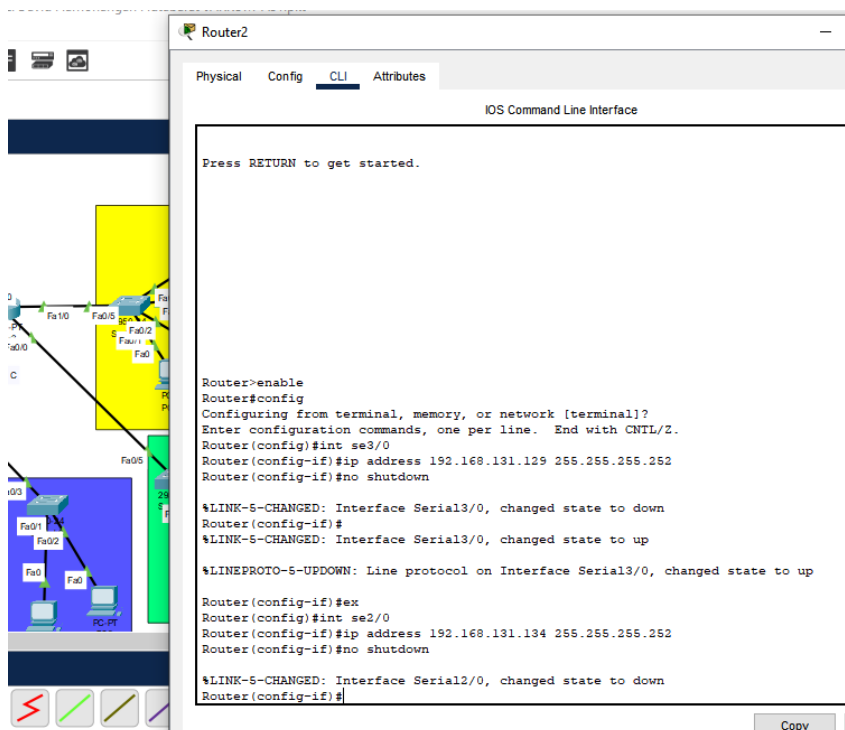 Router2
Physical Config CLI Attributes
IOS Command Line Interface
Press RETURN to get started.
Router>enable
Router#config
Configuring from terminal, memory, or network [terminal]?
Enter configuration commands, one per line.  End with CNTL/Z.
Router(config)#int se3/0
Router(config-if)#ip address 192.168.131.129 255.255.255.252
Router(config-if)#no shutdown
%LINK-5-CHANGED: Interface Serial3/0, changed state to down
Router(config-if)#
%LINK-5-CHANGED: Interface Serial3/0, changed state to up
%LINEPROTO-5-UPDOWN: Line protocol on Interface Serial3/0, changed state to up
Router(config-if)#ex
Router(config)#int se2/0
Router(config-if)#ip address 192.168.131.134 255.255.255.252
Router(config-if)#no shutdown
%LINK-5-CHANGED: Interface Serial2/0, changed state to down
Router(config-if)#
Copy
Fa1/0
Fa0/5
Fa0/2
Fa0/1
Fa0
C
Fa0/5
Fa0/1
Fa0/2
Fa0
Fa0
PC-PT